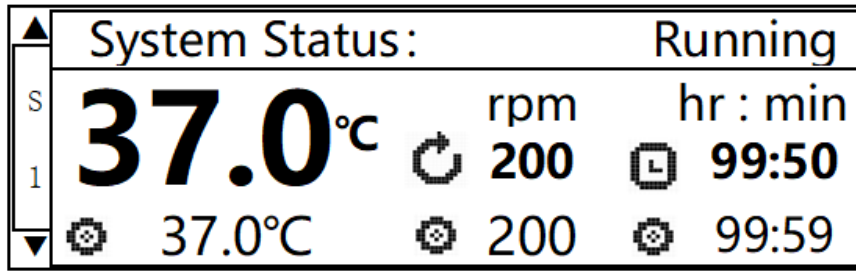 System Status: Running
S
1
rpm hr : min
37.0℃ 200 99:50
37.0℃ 200 99:59